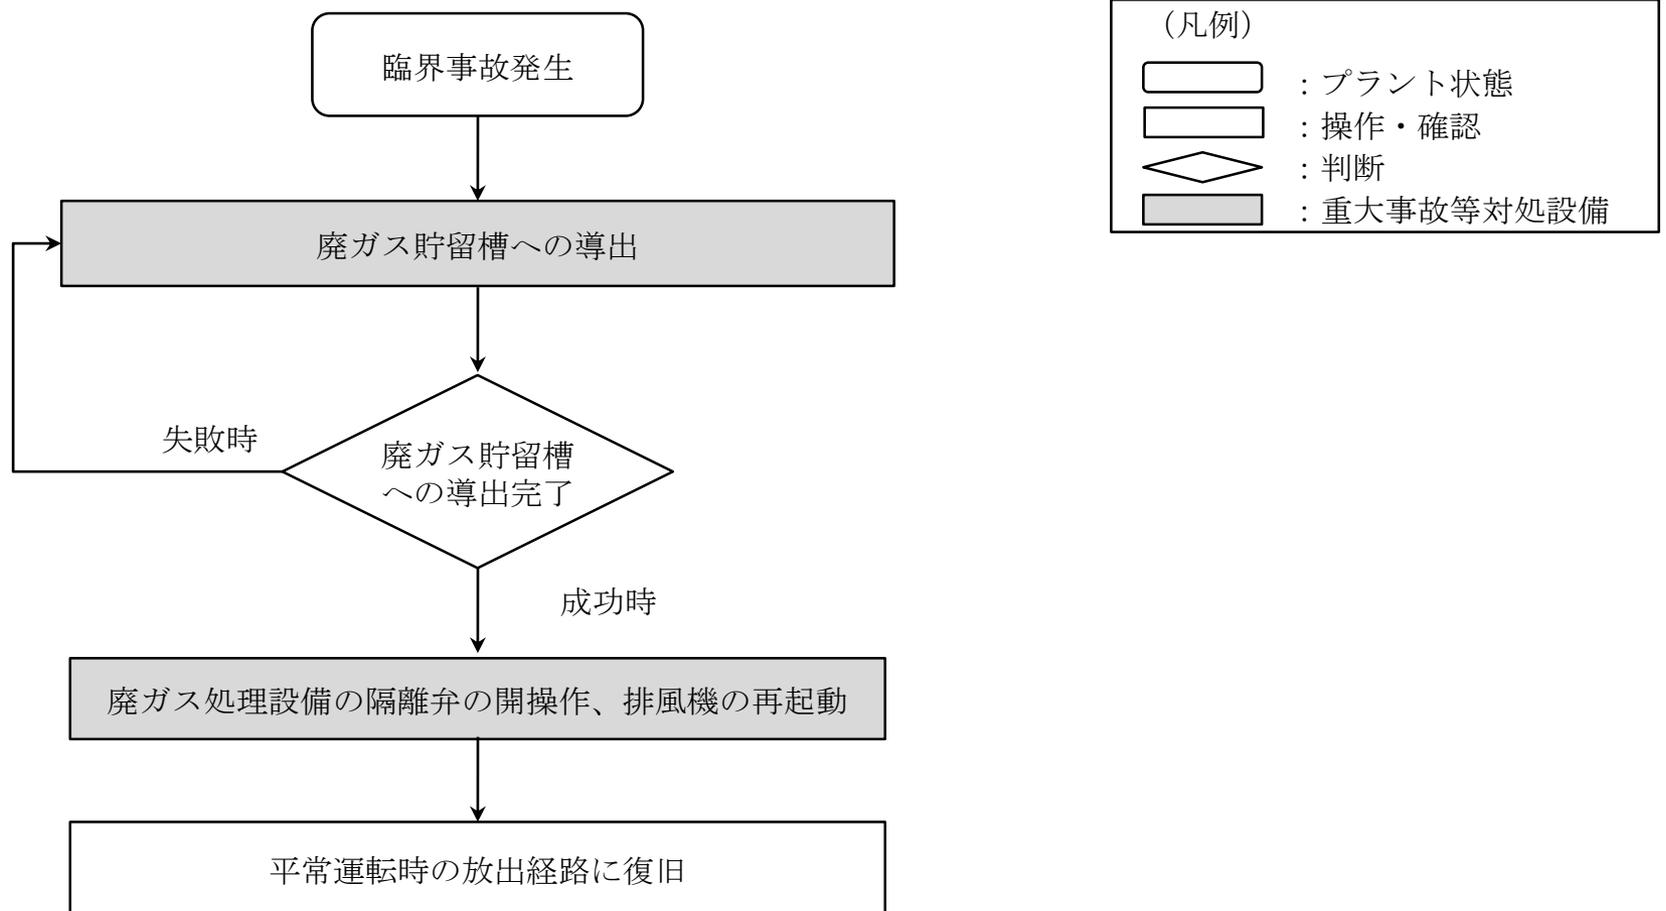 臨界事故発生
廃ガス貯留槽への導出
失敗時
廃ガス貯留槽
への導出完了
成功時
廃ガス処理設備の隔離弁の開操作、排風機の再起動
平常運転時の放出経路に復旧
（凡例）
：プラント状態
：操作・確認
：判断
：重大事故等対処設備